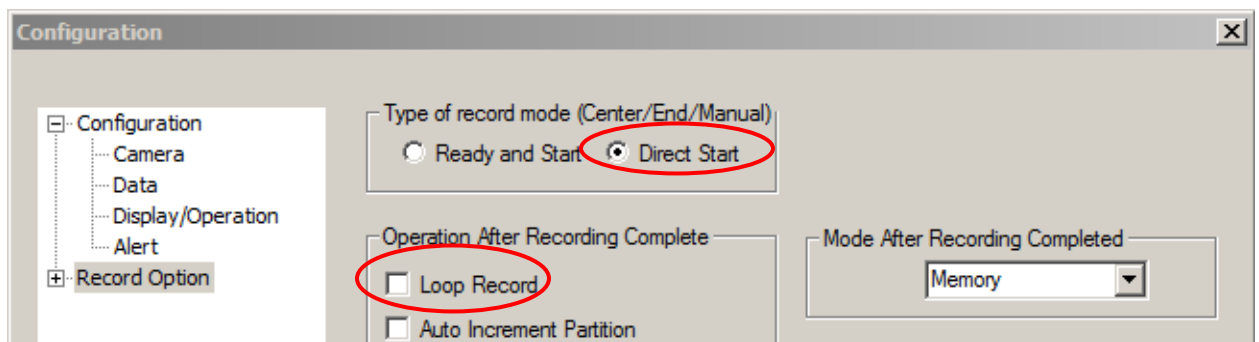 Configuration
Configuration
Camera
Data
Display/Operation
Alert
Record Option
Type of record mode (Center/End/Manual)
Ready and Start Direct Start
Operation After Recording Complete
Loop Record
Auto Increment Partition
Mode After Recording Completed
Memory